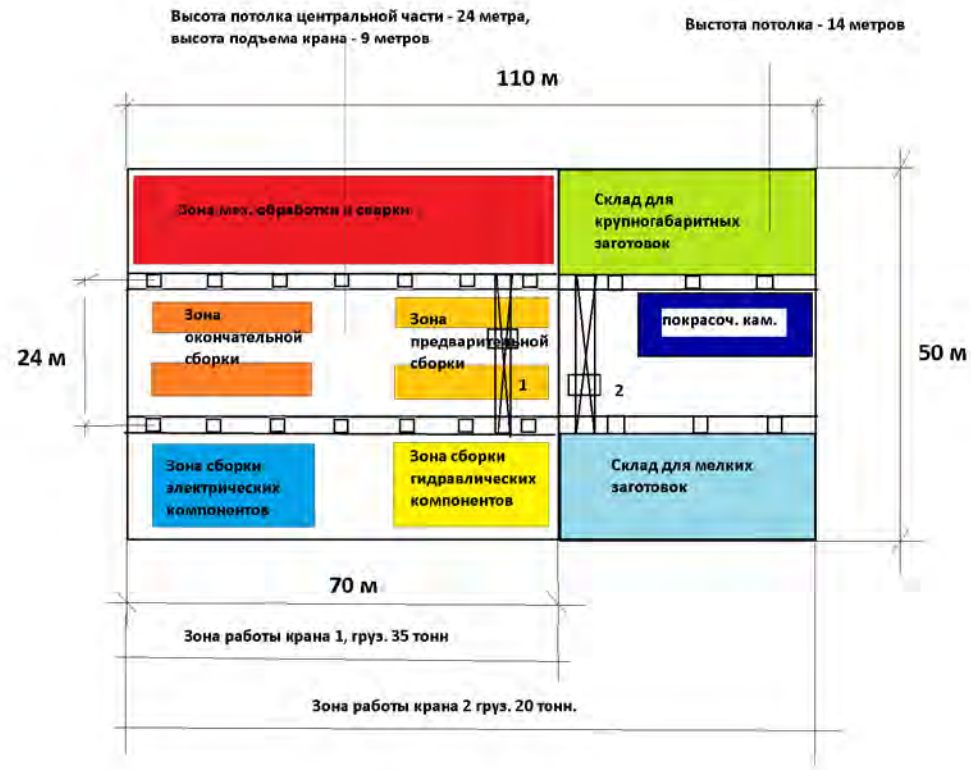 Высота потолка центральной части - 24 метра,
высота подъема крана - 9 метров
Выстота потолка - 14 метров
110 м
Зона мех. обработки и сварки
Склад для
крупногабаритных
заготовок
Зона
окончательной
сборки
Зона
предварительной
сборки
покрасоч. кам.
24 м
50 м
1
2
Зона сборки
электрических
компонентов
Зона сборки
гидравлических
компонентов
Склад для мелких
заготовок
70 м
Зона работы крана 1, груз. 35 тонн
Зона работы крана 2 груз. 20 тонн.